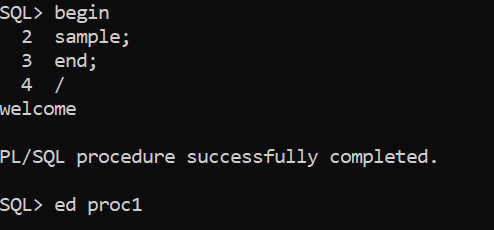 SQL> begin
  2  sample;
  3  end;
  4  /
welcome
PL/SQL procedure successfully completed.
SQL> ed proc1